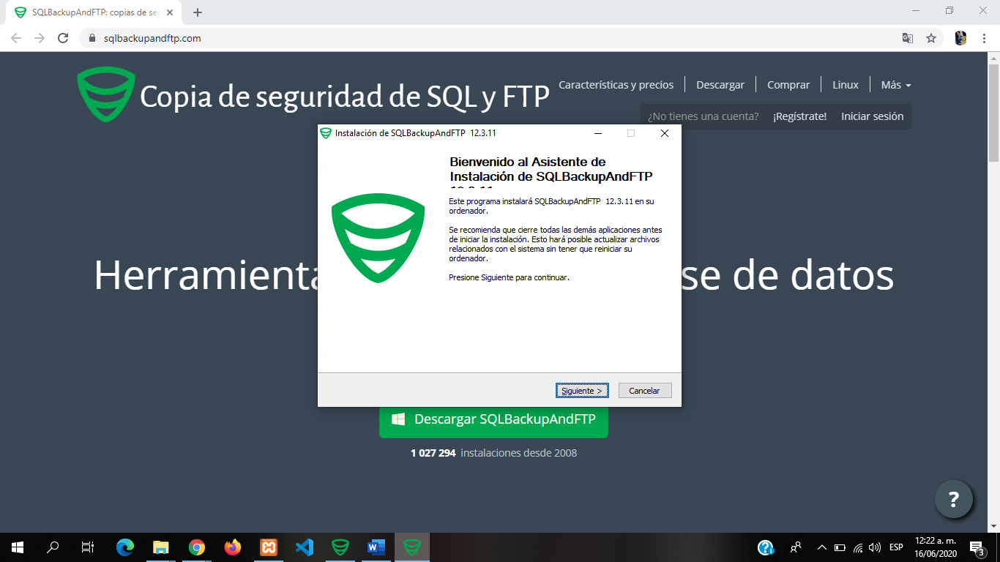 SQLBackupAndFTP: copias de seg
sqlbackupandftp.com
Copia de seguridad de SQL y FTP
Características y precios
Descargar
Comprar
Linux
Más
¿No tienes una cuenta?
¡Regístrate!
Iniciar sesión
Instalación de SQLBackupAndFTP 12.3.11
Bienvenido al Asistente de
Instalación de SQLBackupAndFTP
12.3.11
Este programa instalará SQLBackupAndFTP 12.3.11 en su
ordenador.
Se recomienda que cierre todas las demás aplicaciones antes
de iniciar la instalación. Esto hará posible actualizar archivos
relacionados con el sistema sin tener que reiniciar su
ordenador.
Presione Siguiente para continuar.
Herramienta
se de datos
Siguiente >
Cancelar
Descargar SQLBackupAndFTP
1 027 294 instalaciones desde 2008
?
ESP
12:22 a. m.
16/06/2020
3